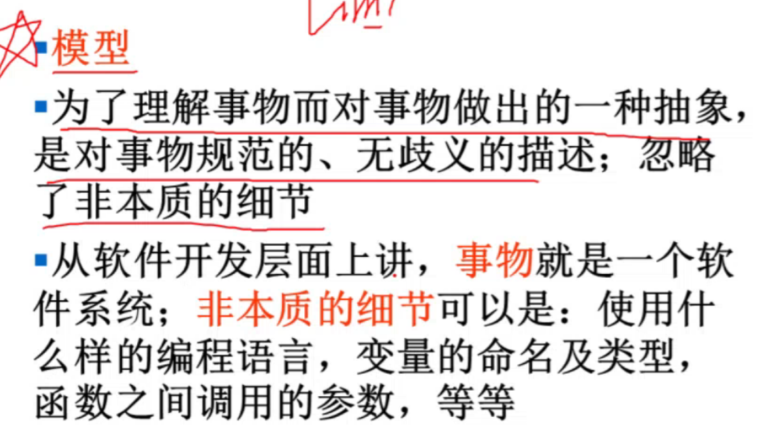 模型
为了理解事物而对事物做出的一种抽象，
是对事物规范的、无歧义的描述；忽略
了非本质的细节
从软件开发层面上讲，事物就是一个软
件系统；非本质的细节可以是：使用什
么样的编程语言，变量的命名及类型，
函数之间调用的参数，等等